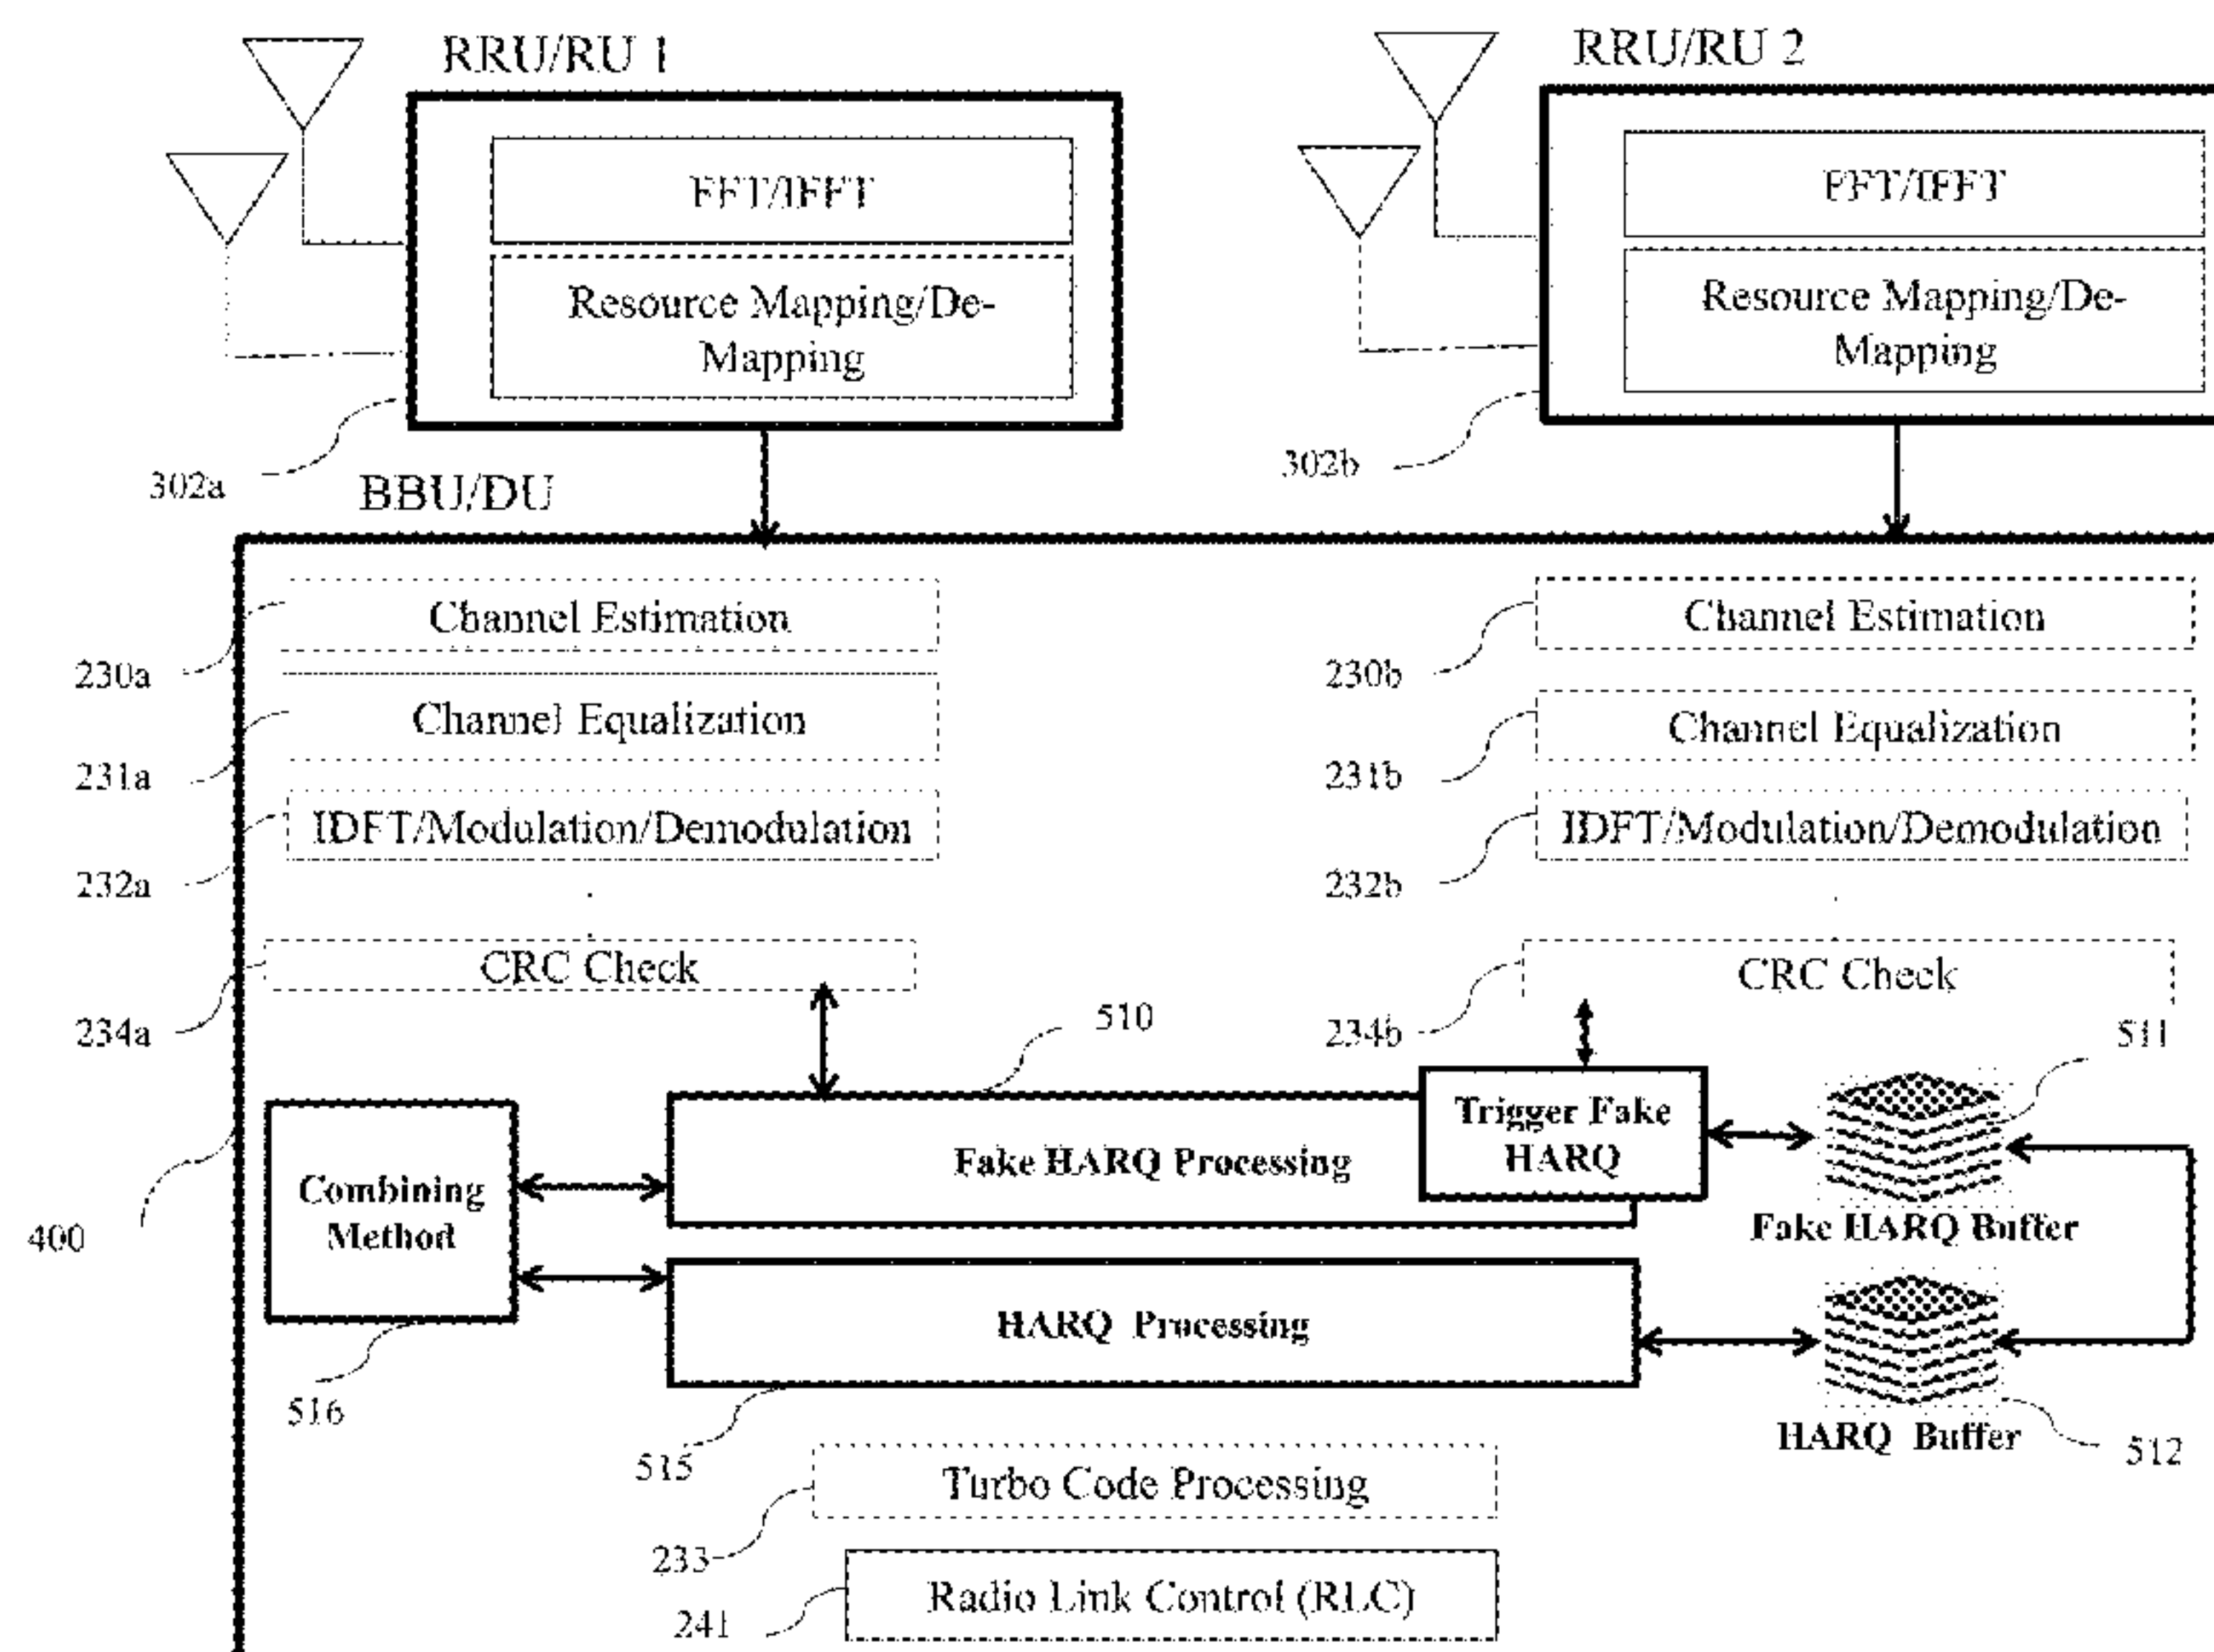 RRU/RU 1
RRU/RU 2
FFT/IFFT
FFT/IFFT
Resource Mapping/De-
Mapping
Resource Mapping/De-
Mapping
302a
302b
BBU/DU
Channel Estimation
Channel Estimation
230a
230b
Channel Equalization
Channel Equalization
231a
231b
IDFT/Modulation/Demodulation
IDFT/Modulation/Demodulation
232a
232b
CRC Check
CRC Check
234a
510
234b
511
Trigger Fake
HARQ
Fake HARQ Processing
Combining
Method
400
Fake HARQ Buffer
HARQ Processing
516
HARQ Buffer
515
512
Turbo Code Processing
233
Radio Link Control (RLC)
241